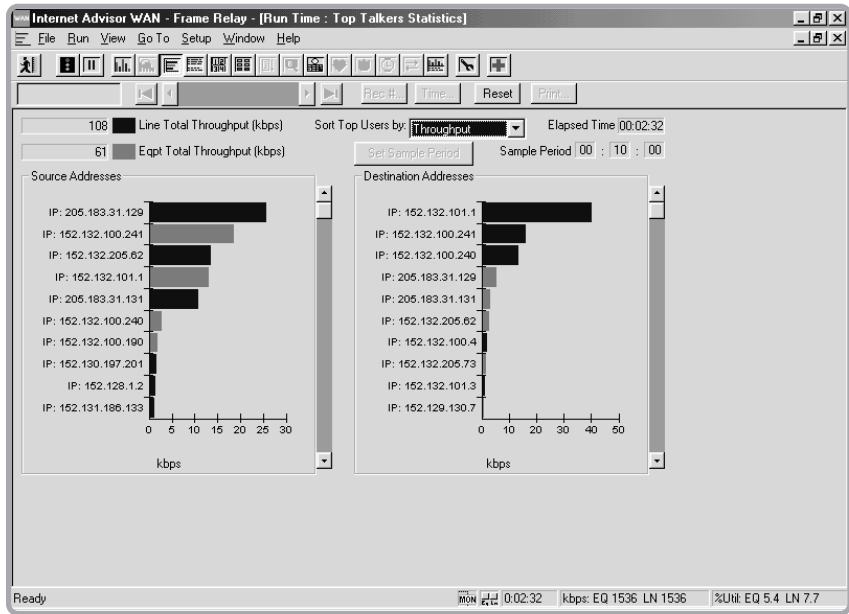 Internet Advisor WAN - Frame Relay - [Run Time : Top Talkers Statistics]
File Run View Go To Setup Window Help
Rec #... Time... Reset Print...
108 Line Total Throughput (kbps) Sort Top Users by: Throughput Elapsed Time 00:02:32
61 Eqpt Total Throughput (kbps) Set Sample Period Sample Period 00 : 10 : 00
Source Addresses
IP: 205.183.31.129
IP: 152.132.100.241
IP: 152.132.205.62
IP: 152.132.101.1
IP: 205.183.31.131
IP: 152.132.100.240
IP: 152.132.100.190
IP: 152.130.197.201
IP: 152.128.1.2
IP: 152.131.186.133
0 5 10 15 20 25 30
kbps
Destination Addresses
IP: 152.132.101.1
IP: 152.132.100.241
IP: 152.132.100.240
IP: 205.183.31.129
IP: 205.183.31.131
IP: 152.132.205.62
IP: 152.132.100.4
IP: 152.132.205.73
IP: 152.132.101.3
IP: 152.129.130.7
0 10 20 30 40 50
kbps
Ready MON 0:02:32 kbps: EQ 1536 LN 1536 %Util: EQ 5.4 LN 7.7